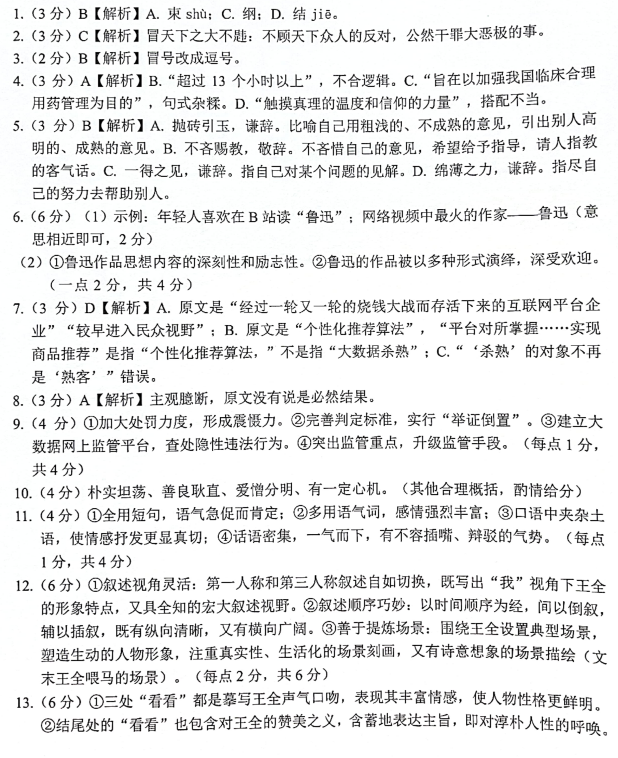 1.（3 分）B【解析】A. 束 shù；C. 纲；D. 结 jiē。
2.（3 分）C【解析】冒天下之大不韪：不顾天下众人的反对，公然干罪大恶极的事。
3.（2 分）B【解析】冒号改成逗号。
4.（3 分）A【解析】B.“超过 13 个小时以上”，不合逻辑。C.“旨在以加强我国临床合理
用药管理为目的”，句式杂糅。D.“触摸真理的温度和信仰的力量”，搭配不当。
5.（3 分）B【解析】A. 抛砖引玉，谦辞。比喻自己用粗浅的、不成熟的意见，引出别人高
明的、成熟的意见。B. 不吝赐教，敬辞。不吝惜自己的意见，希望给予指导，请人指教
的客气话。C. 一得之见，谦辞。指自己对某个问题的见解。D. 绵薄之力，谦辞。指尽自
己的努力去帮助别人。
6.（6 分）（1）示例：年轻人喜欢在 B 站读“鲁迅”；网络视频中最火的作家——鲁迅（意
思相近即可，2 分）
（2）①鲁迅作品思想内容的深刻性和励志性。②鲁迅的作品被以多种形式演绎，深受欢迎。
（一点 2 分，共 4 分）
7.（3 分）D【解析】A. 原文是“经过一轮又一轮的烧钱大战而存活下来的互联网平台企
业”“较早进入民众视野”；B. 原文是“个性化推荐算法”，“平台对所掌握……实现
商品推荐”是指“个性化推荐算法，”不是指“大数据杀熟”；C.“‘杀熟’的对象不再
是‘熟客’”错误。
8.（3 分）A【解析】主观臆断，原文没有说是必然结果。
9.（4 分）①加大处罚力度，形成震慑力。②完善判定标准，实行“举证倒置”。③建立大
数据网上监管平台，查处隐性违法行为。④突出监管重点，升级监管手段。（每点 1 分，
共 4 分）
10.（4 分）朴实坦荡、善良耿直、爱憎分明、有一定心机。（其他合理概括，酌情给分）
11.（4 分）①全用短句，语气急促而肯定；②多用语气词，感情强烈丰富；③口语中夹杂土
语，使情感抒发更显真切；④话语密集，一气而下，有不容插嘴、辩驳的气势。（每点
1 分，共 4 分）
12.（6 分）①叙述视角灵活：第一人称和第三人称叙述自如切换，既写出“我”视角下王全
的形象特点，又具全知的宏大叙述视野。②叙述顺序巧妙：以时间顺序为经，间以倒叙，
辅以插叙，既有纵向清晰，又有横向广阔。③善于提炼场景：围绕王全设置典型场景，
塑造生动的人物形象，注重真实性、生活化的场景刻画，又有诗意想象的场景描绘（文
末王全喂马的场景）。（每点 2 分，共 6 分）
13.（6 分）①三处“看看”都是摹写王全声气口吻，表现其丰富情感，使人物性格更鲜明。
②结尾处的“看看”也包含对王全的赞美之义，含蓄地表达主旨，即对淳朴人性的呼唤。